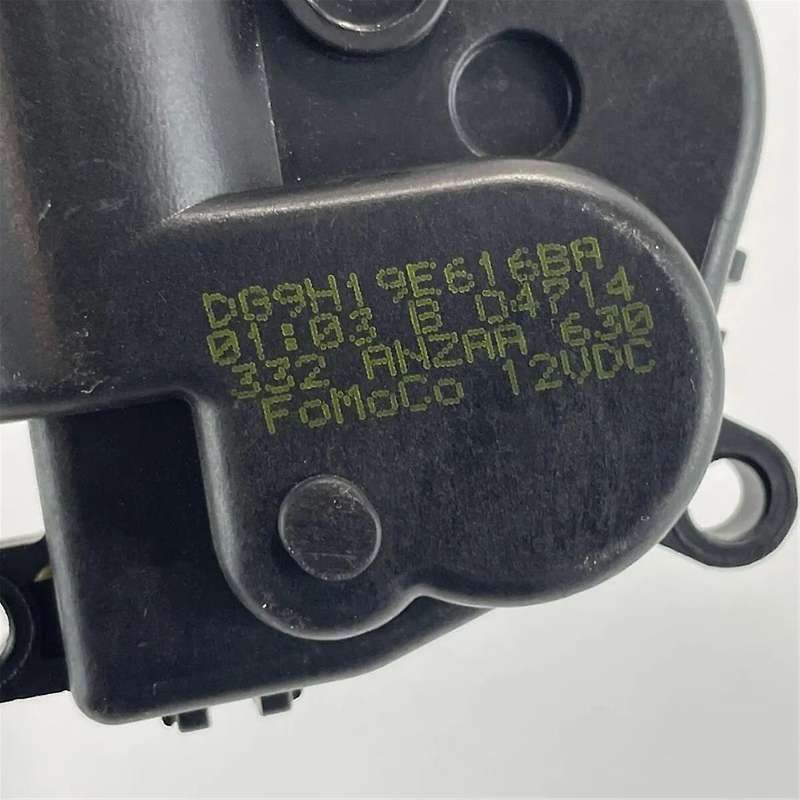 DG9H19E616BA
01:03 B 04714
332 ANZAA 630
FoMoCo 12VDC